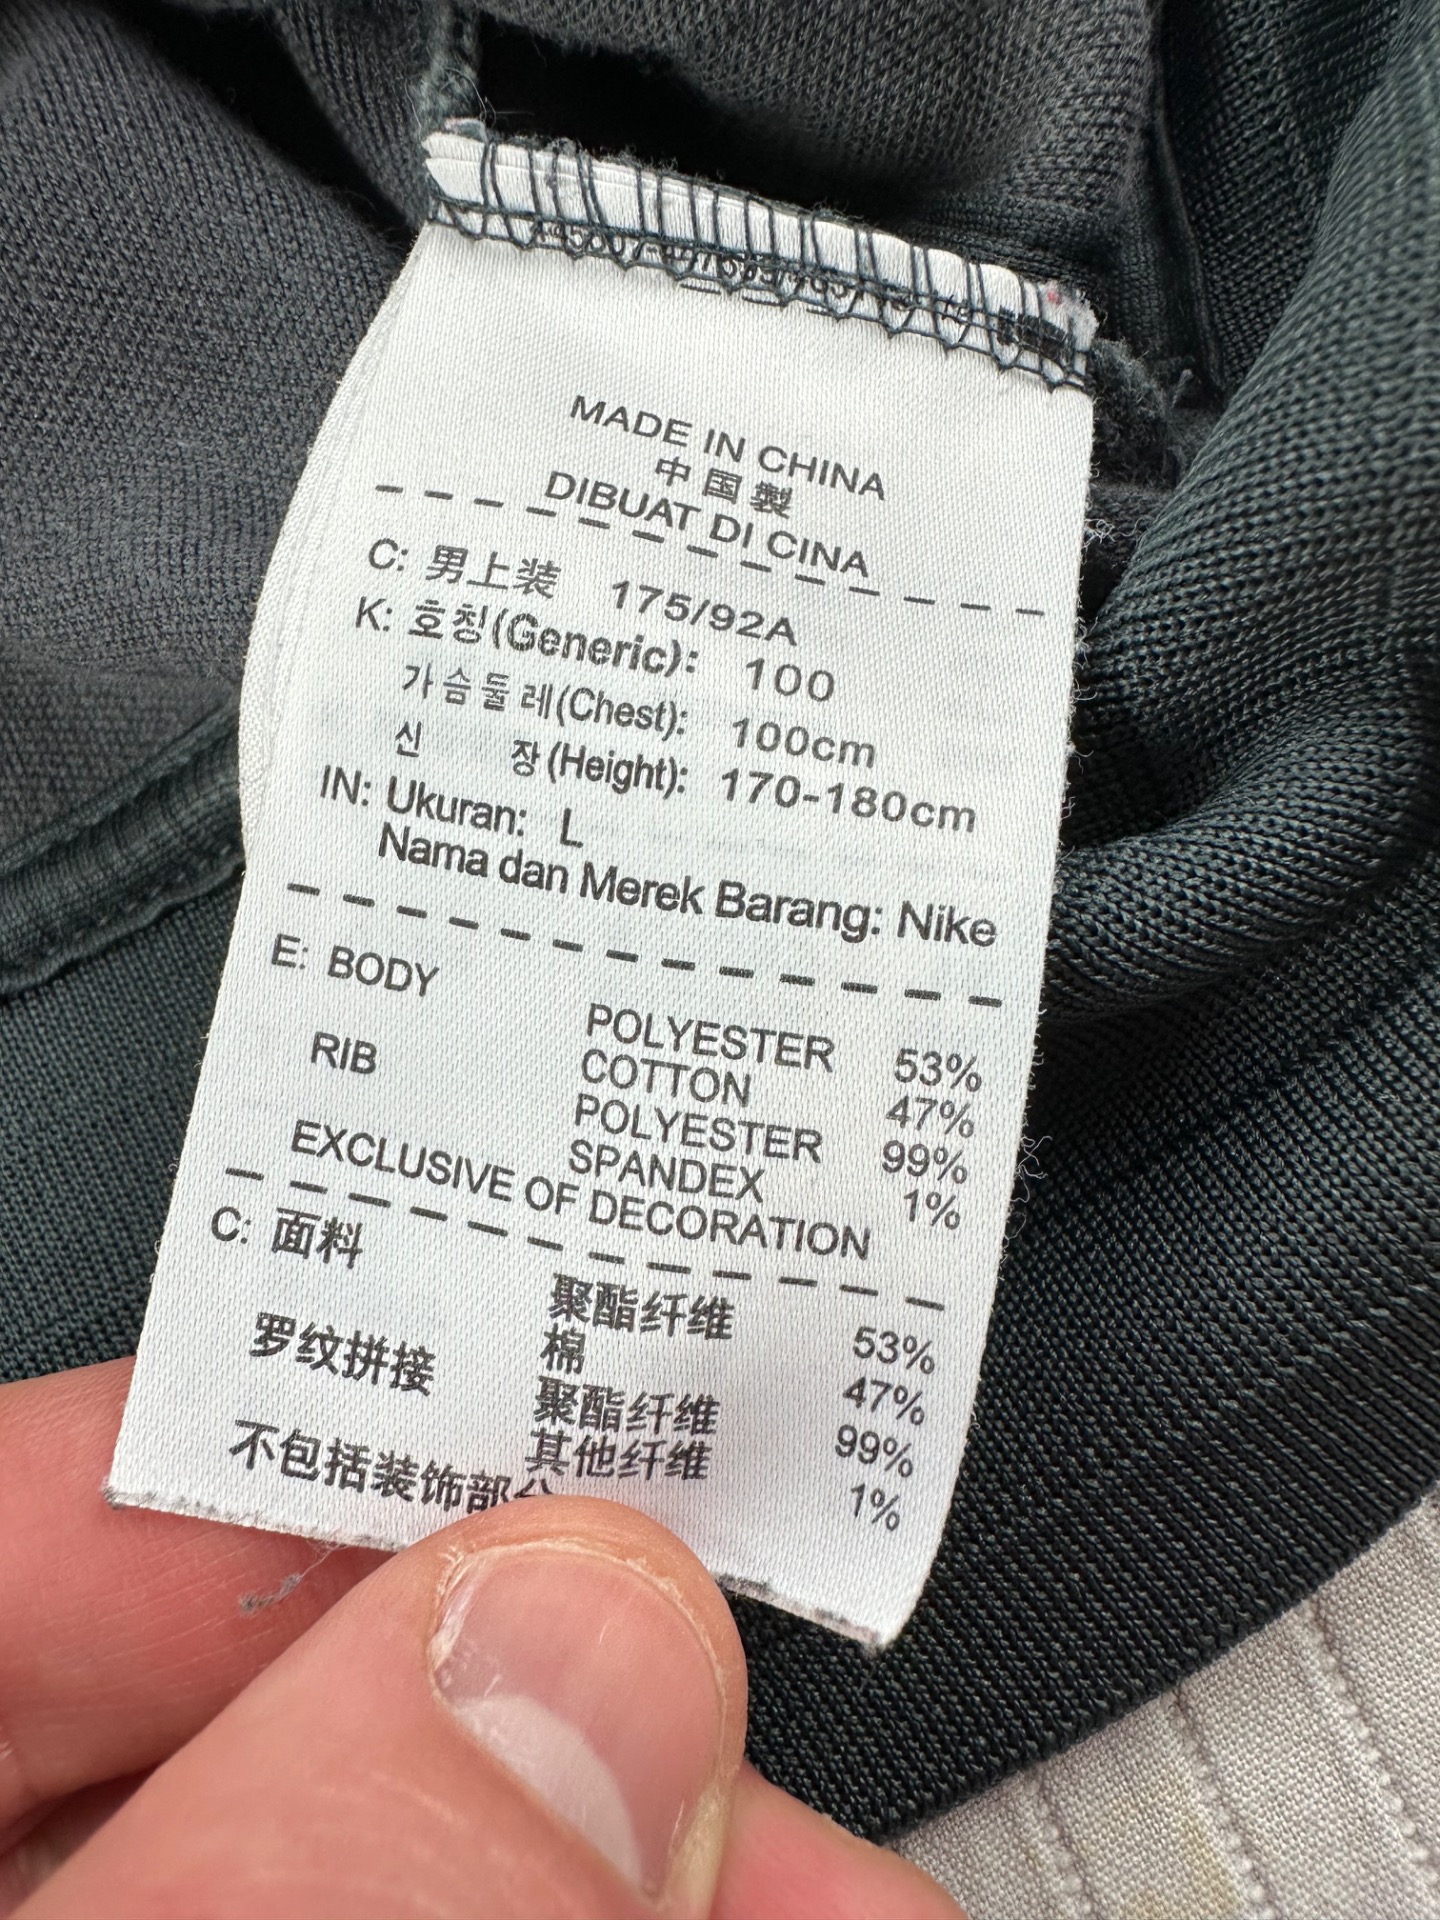 MADE IN CHINA
中国製
DIBUAT DI CINA
C: 男上装 175/92A
K: 호칭(Generic): 100
가슴둘레(Chest): 100cm
신 장(Height): 170-180cm
IN: Ukuran: L
Nama dan Merek Barang: Nike
E: BODY POLYESTER 53%
COTTON 47%
RIB POLYESTER 99%
SPANDEX 1%
EXCLUSIVE OF DECORATION
C: 面料 聚酯纤维 53%
棉 47%
罗纹拼接 聚酯纤维 99%
其他纤维 1%
不包括装饰部分